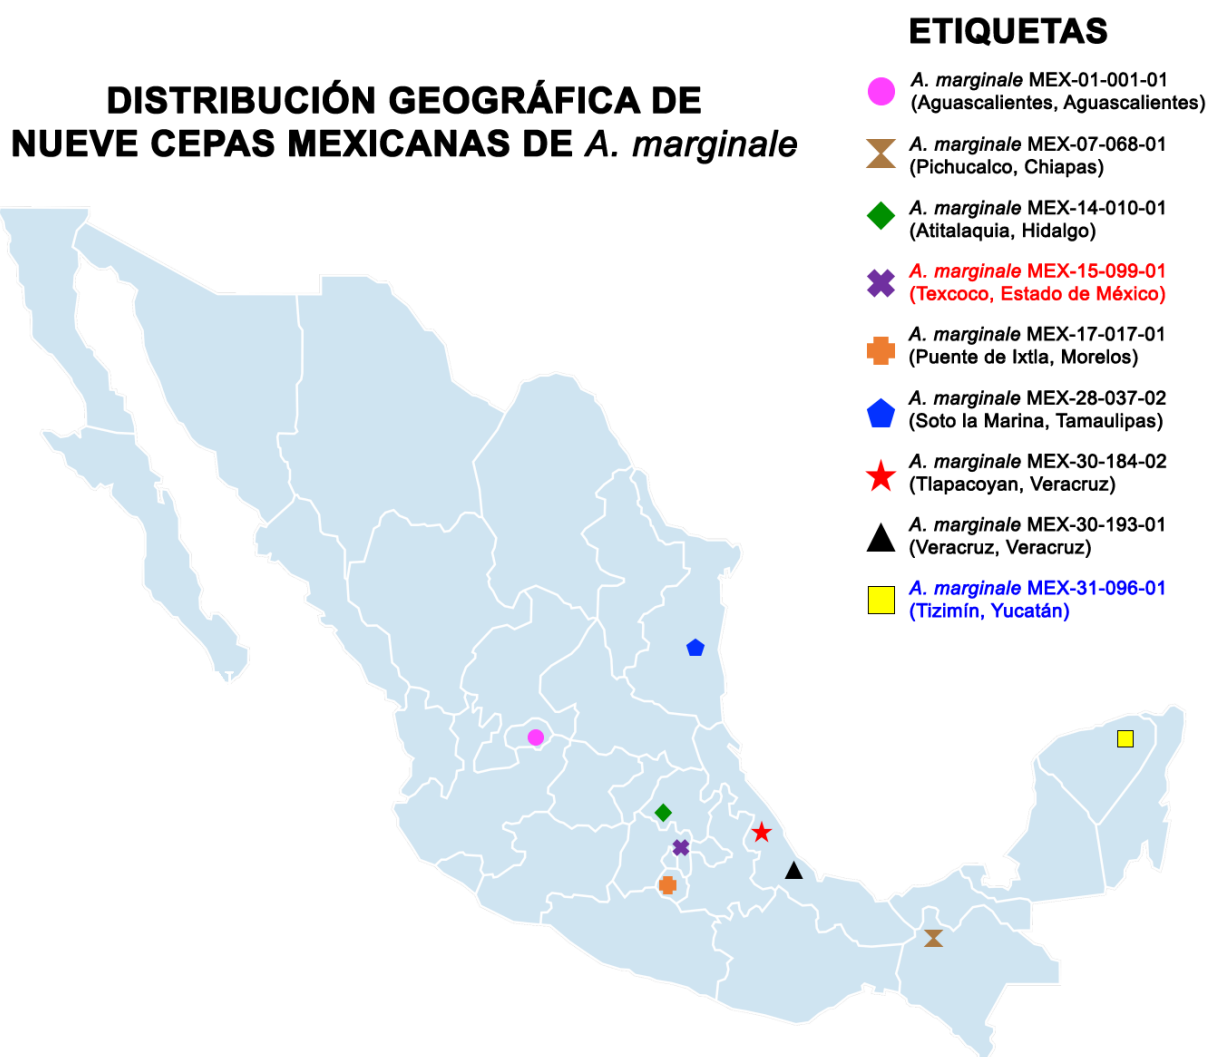 ETIQUETAS
DISTRIBUCIÓN GEOGRÁFICA DE
NUEVE CEPAS MEXICANAS DE A. marginale
A. marginale MEX-01-001-01
(Aguascalientes, Aguascalientes)
A. marginale MEX-07-068-01
(Pichucalco, Chiapas)
A. marginale MEX-14-010-01
(Atitalaquia, Hidalgo)
A. marginale MEX-15-099-01
(Texcoco, Estado de México)
A. marginale MEX-17-017-01
(Puente de Ixtla, Morelos)
A. marginale MEX-28-037-02
(Soto la Marina, Tamaulipas)
A. marginale MEX-30-184-02
(Tlapacoyan, Veracruz)
A. marginale MEX-30-193-01
(Veracruz, Veracruz)
A. marginale MEX-31-096-01
(Tizimín, Yucatán)